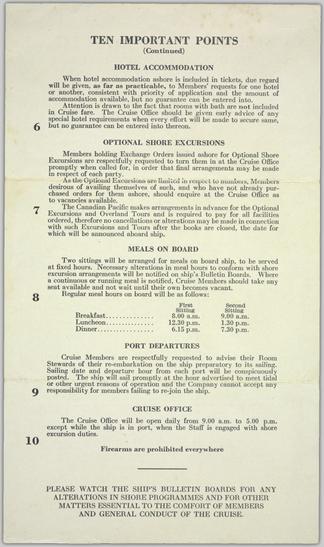 TEN IMPORTANT POINTS
(Continued)
HOTEL ACCOMMODATION
When hotel accommodation ashore is included in tickets, due regard
will be given, as far as practicable, to Members' requests for one hotel
or another, consistent with priority of application and the amount of
accommodation available, but no guarantee can be entered into.
Attention is drawn to the fact that rooms with bath are not included
in Cruise fare. The Cruise Office should be given early advice of any
special hotel requirements when every effort will be made to secure same,
6 but no guarantee can be entered into thereon.
OPTIONAL SHORE EXCURSIONS
Members holding Exchange Orders issued ashore for Optional Shore
Excursions are respectfully requested to turn them in at the Cruise Office
promptly when called for, in order that final arrangements may be made
in respect of each party.
As the Optional Excursions are limited in respect to numbers, Members
desirous of availing themselves of such, and who have not already pur-
chased orders for them ashore, should enquire at the Cruise Office as
to vacancies available.
7 The Canadian Pacific makes arrangements in advance for the Optional
Excursions and Overland Tours and is required to pay for all facilities
ordered, therefore no cancellations or alterations may be made in connection
with such Excursions and Tours after the books are closed, the date for
which will be announced aboard ship.
MEALS ON BOARD
Two sittings will be arranged for meals on board ship, to be served
at fixed hours. Necessary alterations in meal hours to conform with shore
excursion arrangements will be notified on ship's Bulletin Boards. Where
a continuous or running meal is notified, Cruise Members should take any
seat available and not wait until their own becomes vacant.
8 Regular meal hours on board will be as follows:
First Sitting Second Sitting
Breakfast............. 8.00 a.m. 9.00 a.m.
Luncheon............. 12.30 p.m. 1.30 p.m.
Dinner............... 6.15 p.m. 7.30 p.m.
PORT DEPARTURES
Cruise Members are respectfully requested to advise their Room
Stewards of their re-embarkation on the ship preparatory to its sailing.
Sailing date and departure hour from each port will be conspicuously
posted. The ship will sail promptly at the hour advertised to meet tidal
or other urgent reasons of operation and the Company cannot accept any
9 responsibility for members failing to re-join the ship.
CRUISE OFFICE
The Cruise Office will be open daily from 9.00 a.m. to 5.00 p.m.
except while the ship is in port, when the Staff is engaged with shore
excursion duties.
10
Firearms are prohibited everywhere
PLEASE WATCH THE SHIP'S BULLETIN BOARDS FOR ANY
ALTERATIONS IN SHORE PROGRAMMES AND FOR OTHER
MATTERS ESSENTIAL TO THE COMFORT OF MEMBERS
AND GENERAL CONDUCT OF THE CRUISE.